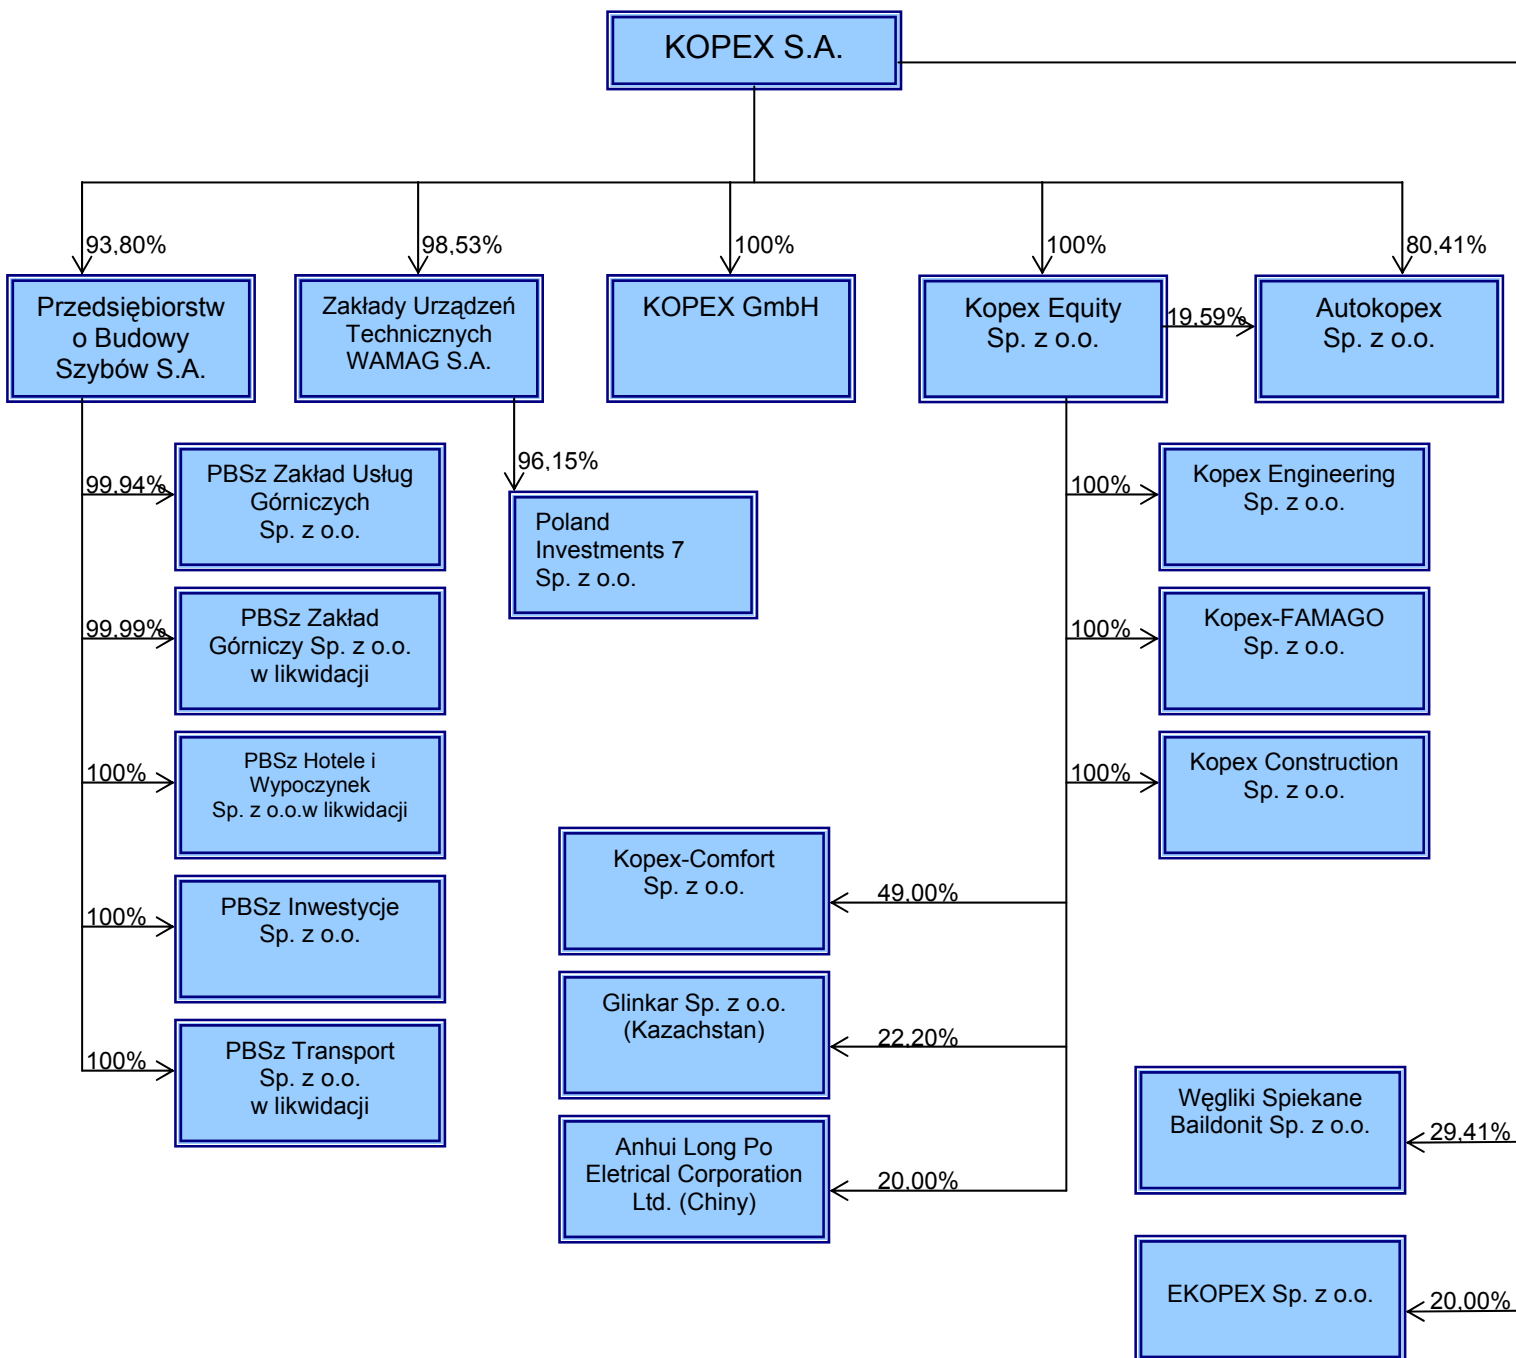 KOPEX S.A.
93,80%
98,53%
100%
100%
80,41%
Przedsiębiorstw
o Budowy
Szybów S.A.
Zakłady Urządzeń
Technicznych
WAMAG S.A.
KOPEX GmbH
Kopex Equity
Sp. z o.o.
19,59%
Autokopex
Sp. z o.o.
99,94%
PBSz Zakład Usług
Górniczych
Sp. z o.o.
96,15%
Poland
Investments 7
Sp. z o.o.
100%
Kopex Engineering
Sp. z o.o.
99,99%
PBSz Zakład
Górniczy Sp. z o.o.
w likwidacji
100%
Kopex-FAMAGO
Sp. z o.o.
100%
PBSz Hotele i
Wypoczynek
Sp. z o.o.w likwidacji
100%
Kopex Construction
Sp. z o.o.
100%
PBSz Inwestycje
Sp. z o.o.
Kopex-Comfort
Sp. z o.o.
49,00%
Glinkar Sp. z o.o.
(Kazachstan)
22,20%
100%
PBSz Transport
Sp. z o.o.
w likwidacji
Anhui Long Po
Eletrical Corporation
Ltd. (Chiny)
20,00%
Węgliki Spiekane
Baildonit Sp. z o.o.
29,41%
EKOPEX Sp. z o.o.
20,00%